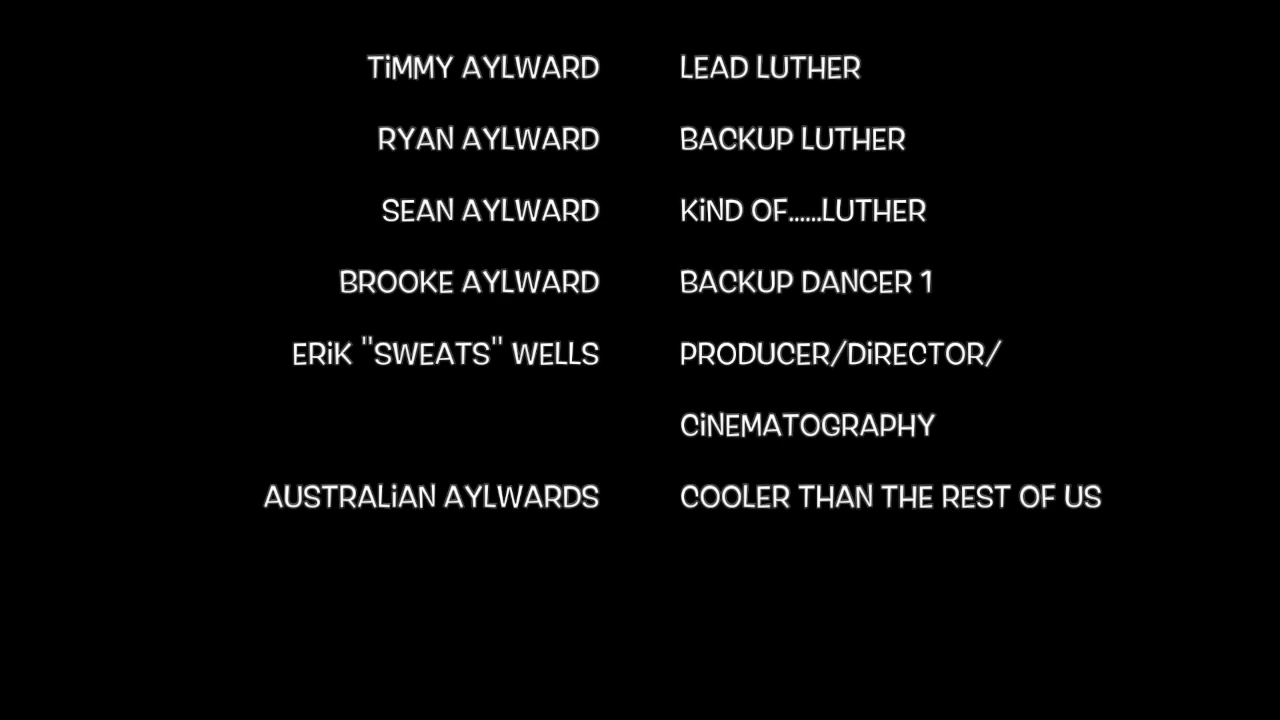 TiMMY AYLWARD LEAD LUTHER
RYAN AYLWARD BACKUP LUTHER
SEAN AYLWARD KiND OF......LUTHER
BROOKE AYLWARD BACKUP DANCER 1
ERiK "SWEATS" WELLS PRODUCER/DiRECTOR/
CiNEMATOGRAPHY
AUSTRALiAN AYLWARDS COOLER THAN THE REST OF US